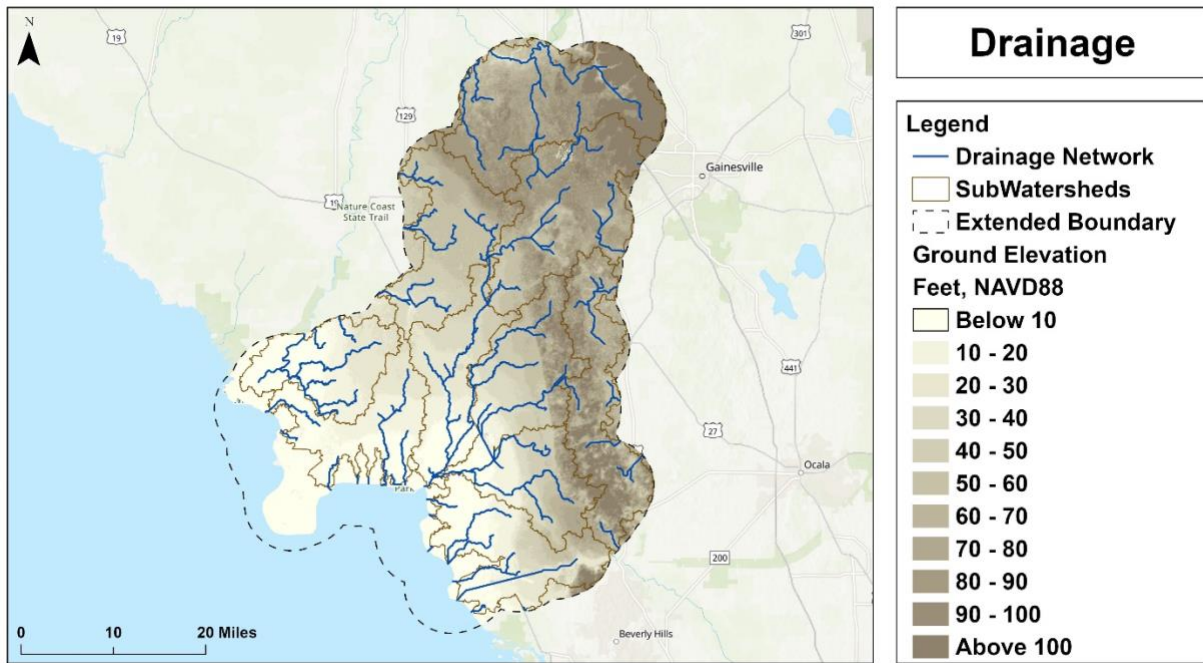 N
19
301
129
Gainesville
19
Nature Coast
State Trail
441
27
Ocala
Park
200
Beverly Hills
0 10 20 Miles
Drainage
Legend
Drainage Network
SubWatersheds
Extended Boundary
Ground Elevation
Feet, NAVD88
Below 10
10 - 20
20 - 30
30 - 40
40 - 50
50 - 60
60 - 70
70 - 80
80 - 90
90 - 100
Above 100